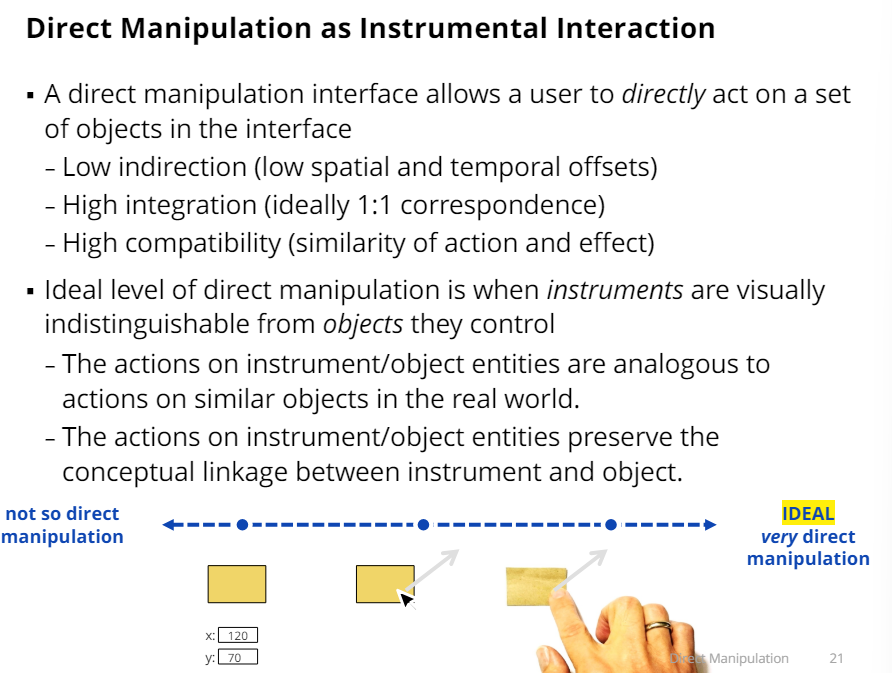 Direct Manipulation as Instrumental Interaction
▪ A direct manipulation interface allows a user to directly act on a set
of objects in the interface
– Low indirection (low spatial and temporal offsets)
– High integration (ideally 1:1 correspondence)
– High compatibility (similarity of action and effect)
▪ Ideal level of direct manipulation is when instruments are visually
indistinguishable from objects they control
– The actions on instrument/object entities are analogous to
actions on similar objects in the real world.
– The actions on instrument/object entities preserve the
conceptual linkage between instrument and object.
not so direct
manipulation
IDEAL
very direct
manipulation
x: 120
y: 70
Direct Manipulation 21